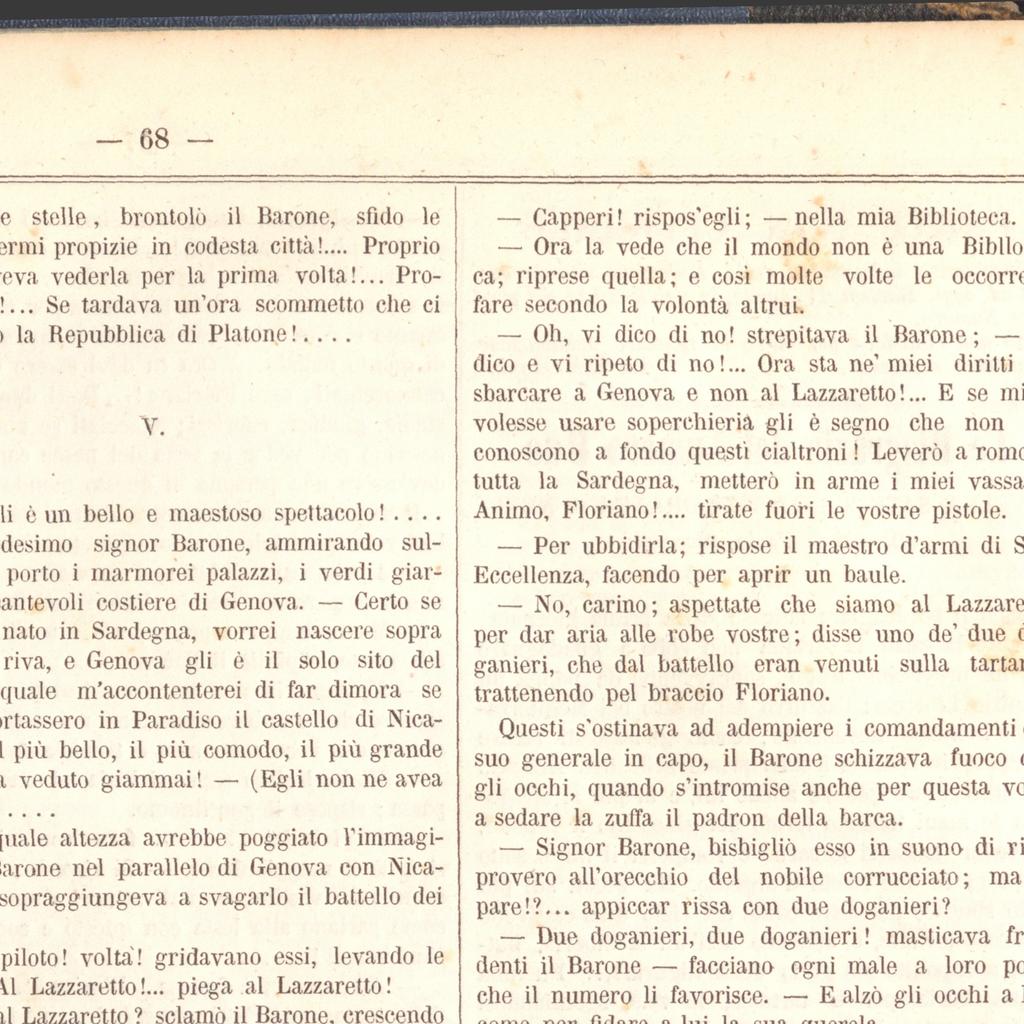 — 68 —
e stelle, brontolò il Barone, sfido le
ermi propizie in codesta città!.... Proprio
eva vederla per la prima volta!... Pro-
!... Se tardava un'ora scommetto che ci
la Repubblica di Platone!....
V.
li è un bello e maestoso spettacolo!....
desimo signor Barone, ammirando sul-
porto i marmorei palazzi, i verdi giar-
antevoli costiere di Genova. — Certo se
nato in Sardegna, vorrei nascere sopra
riva, e Genova gli è il solo sito del
quale m'accontenterei di far dimora se
ortassero in Paradiso il castello di Nica-
l più bello, il più comodo, il più grande
a veduto giammai! — (Egli non ne avea
....
quale altezza avrebbe poggiato l'immagi-
Barone nel parallelo di Genova con Nica-
sopraggiungeva a svagarlo il battello dei
piloto! volta! gridavano essi, levando le
Al Lazzaretto!... piega al Lazzaretto!
al Lazzaretto? sclamò il Barone, crescendo
— Capperi! rispos'egli; — nella mia Biblioteca.
— Ora la vede che il mondo non è una Bibllo
ca; riprese quella; e così molte volte le occorre
fare secondo la volontà altrui.
— Oh, vi dico di no! strepitava il Barone; —
dico e vi ripeto di no!... Ora sta ne' miei diritti
sbarcare a Genova e non al Lazzaretto!... E se mi
volesse usare soperchieria gli è segno che non
conoscono a fondo questi cialtroni! Leverò a romo
tutta la Sardegna, metterò in arme i miei vassa
Animo, Floriano!.... tirate fuori le vostre pistole.
— Per ubbidirla; rispose il maestro d'armi di S
Eccellenza, facendo per aprir un baule.
— No, carino; aspettate che siamo al Lazzare
per dar aria alle robe vostre; disse uno de' due d
ganieri, che dal battello eran venuti sulla tartan
trattenendo pel braccio Floriano.
Questi s'ostinava ad adempiere i comandamenti
suo generale in capo, il Barone schizzava fuoco
gli occhi, quando s'intromise anche per questa vo
a sedare la zuffa il padron della barca.
— Signor Barone, bisbigliò esso in suono di ri
provero all'orecchio del nobile corrucciato; ma
pare!?... appiccar rissa con due doganieri?
— Due doganieri, due doganieri! masticava fr
denti il Barone — facciano ogni male a loro po
che il numero li favorisce. — E alzò gli occhi a
come per fidare a lui la sua querela